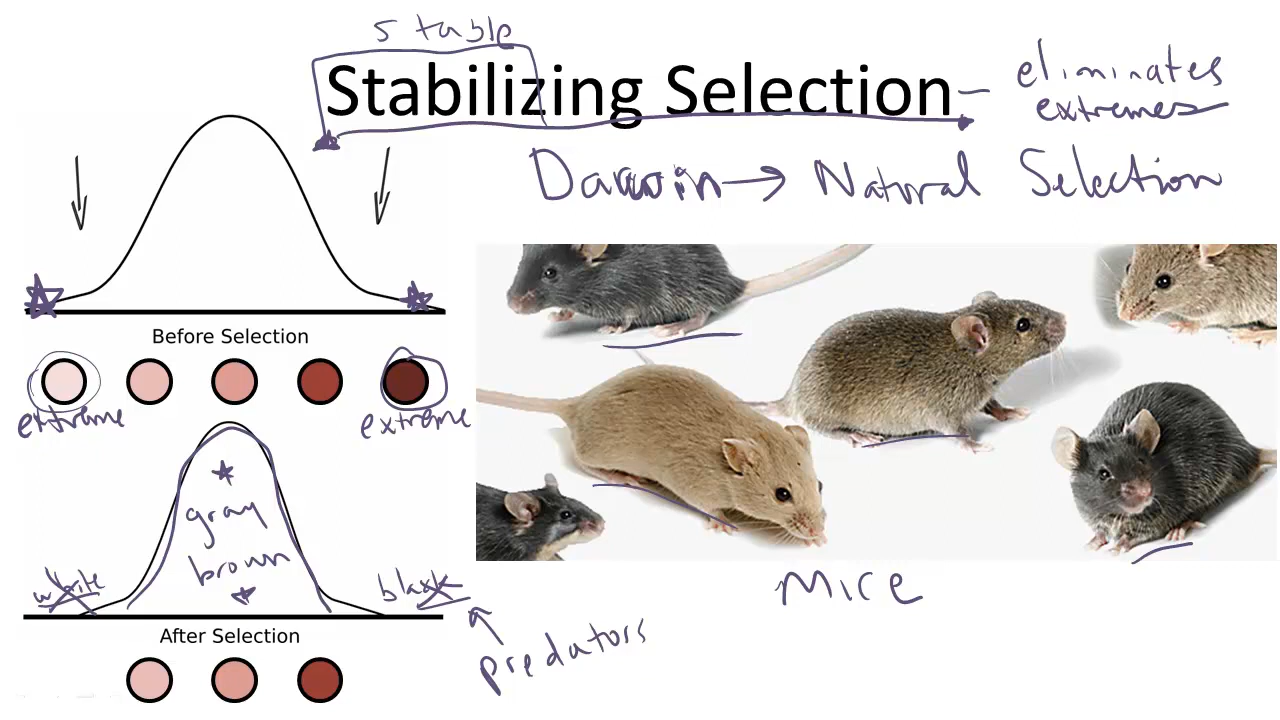 stable
Stabilizing Selection - eliminates
extremes
Darwin → Natural Selection
Before Selection
extreme
extreme
gray
brown
white
black
After Selection
predators
Mice